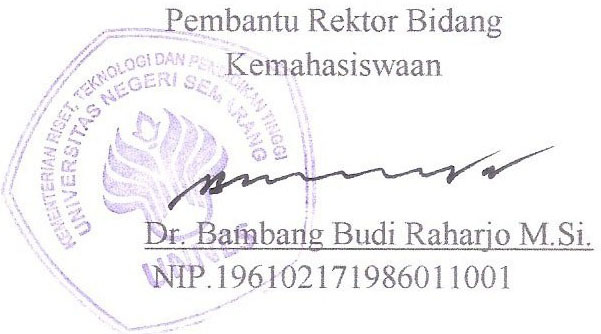 Pembantu Rektor Bidang
Kemahasiswaan
KEMENTERIAN RISET, TEKNOLOGI DAN PENDIDIKAN TINGGI
UNIVERSITAS NEGERI SEMARANG
UNNES
Dr. Bambang Budi Raharjo M.Si.
NIP.196102171986011001